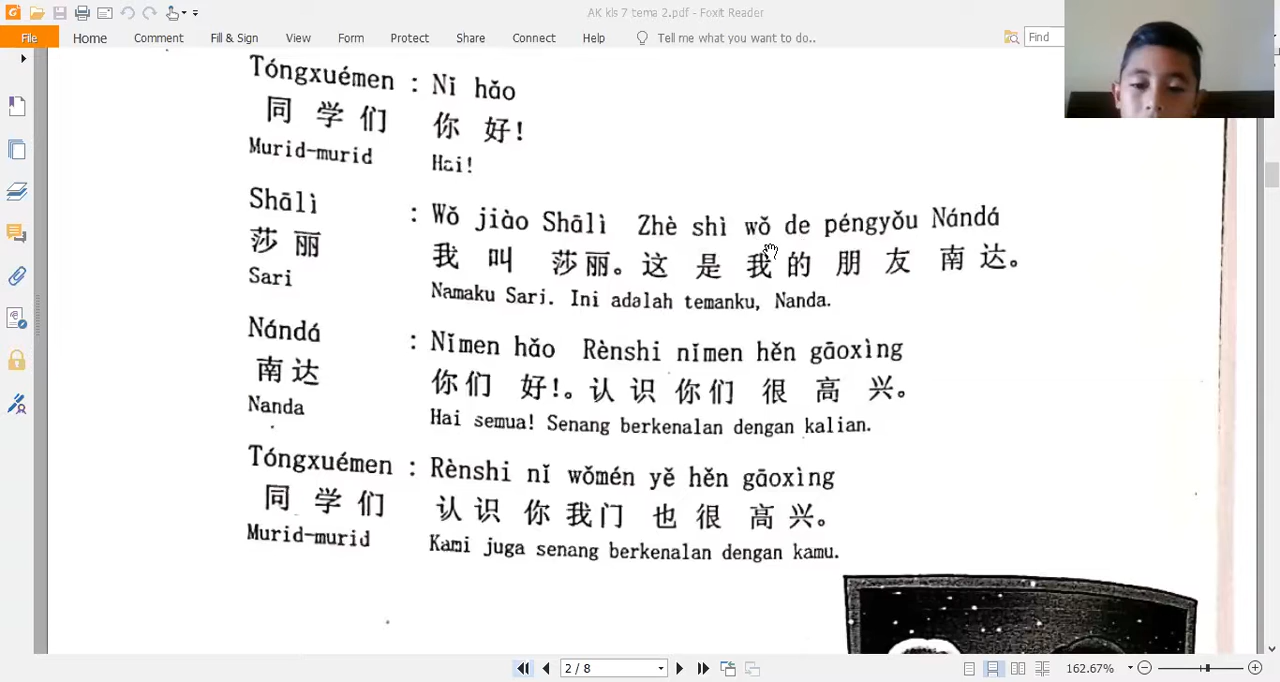 AK kls 7 tema 2.pdf - Foxit Reader
File Home Comment Fill & Sign View Form Protect Share Connect Help Tell me what you want to do.. Find
Tóngxuémen : Nǐ hǎo
同 学 们 你 好!
Murid-murid Hai!
Shālì : Wǒ jiào Shālì Zhè shì wǒ de péngyǒu Nándá
莎 丽 我 叫 莎 丽。这 是 我 的 朋 友 南 达。
Sari Namaku Sari. Ini adalah temanku, Nanda.
Nándá : Nǐmen hǎo Rènshi nǐmen hěn gāoxìng
南 达 你 们 好!。认 识 你 们 很 高 兴。
Nanda Hai semua! Senang berkenalan dengan kalian.
Tóngxuémen : Rènshi nǐ wǒmén yě hěn gāoxìng
同 学 们 认 识 你 我 门 也 很 高 兴。
Murid-murid Kami juga senang berkenalan dengan kamu.
2 / 8 162.67%